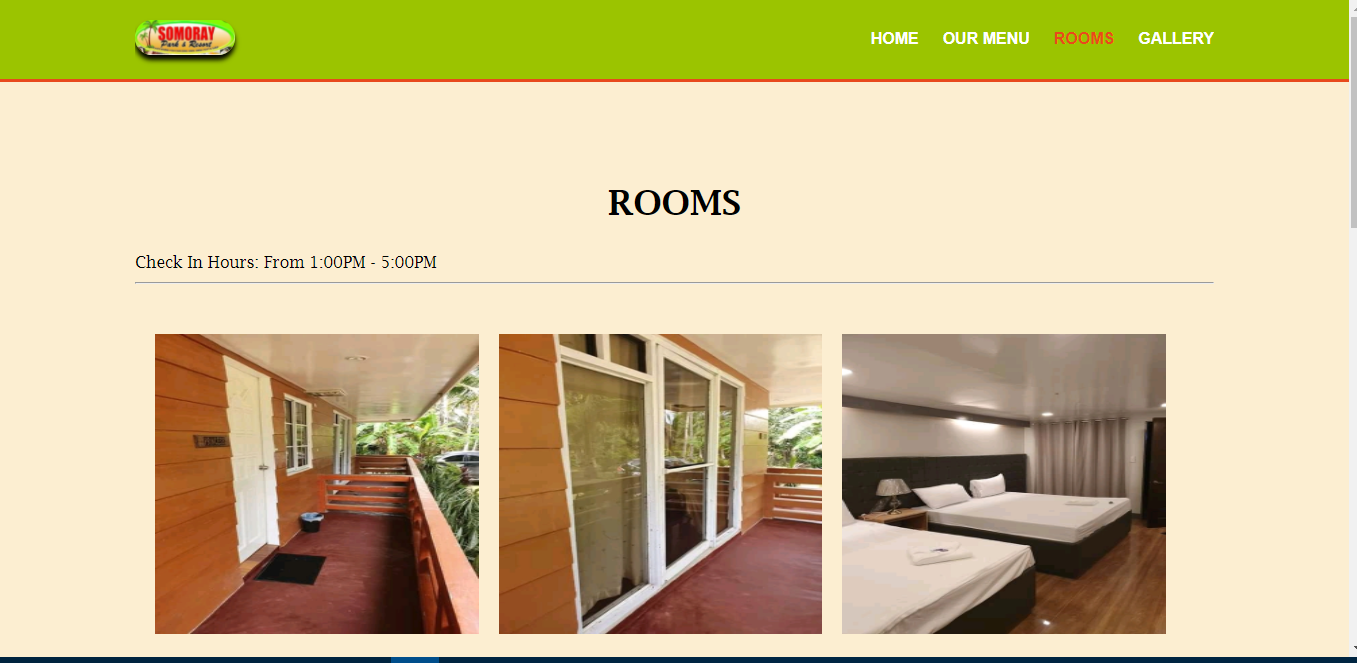 SOMORAY
Park & Resort
HOME OUR MENU ROOMS GALLERY
ROOMS
Check In Hours: From 1:00PM - 5:00PM